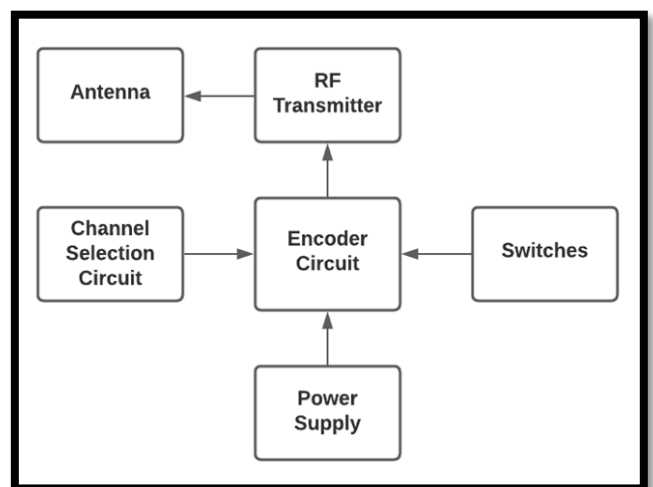 Antenna
RF
Transmitter
Channel
Selection
Circuit
Encoder
Circuit
Switches
Power
Supply